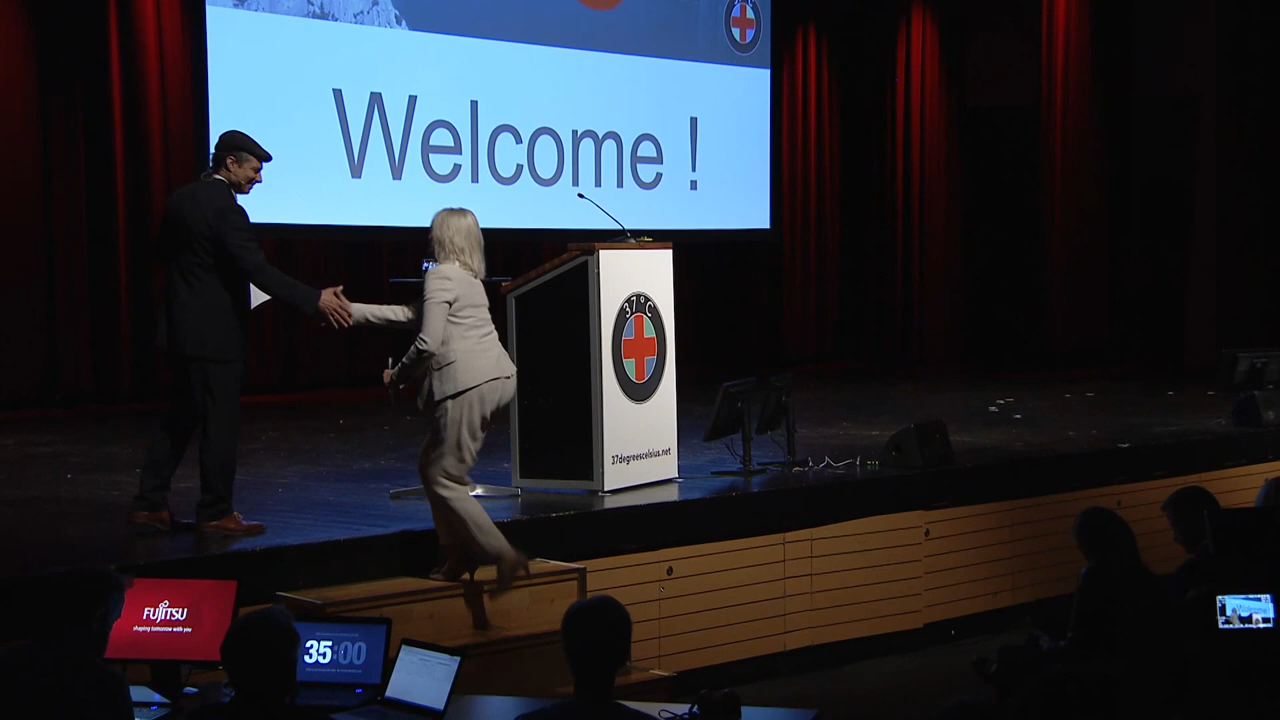 Welcome !
37°C
37degreescelsius.net
FUJITSU
shaping tomorrow with you
35:00